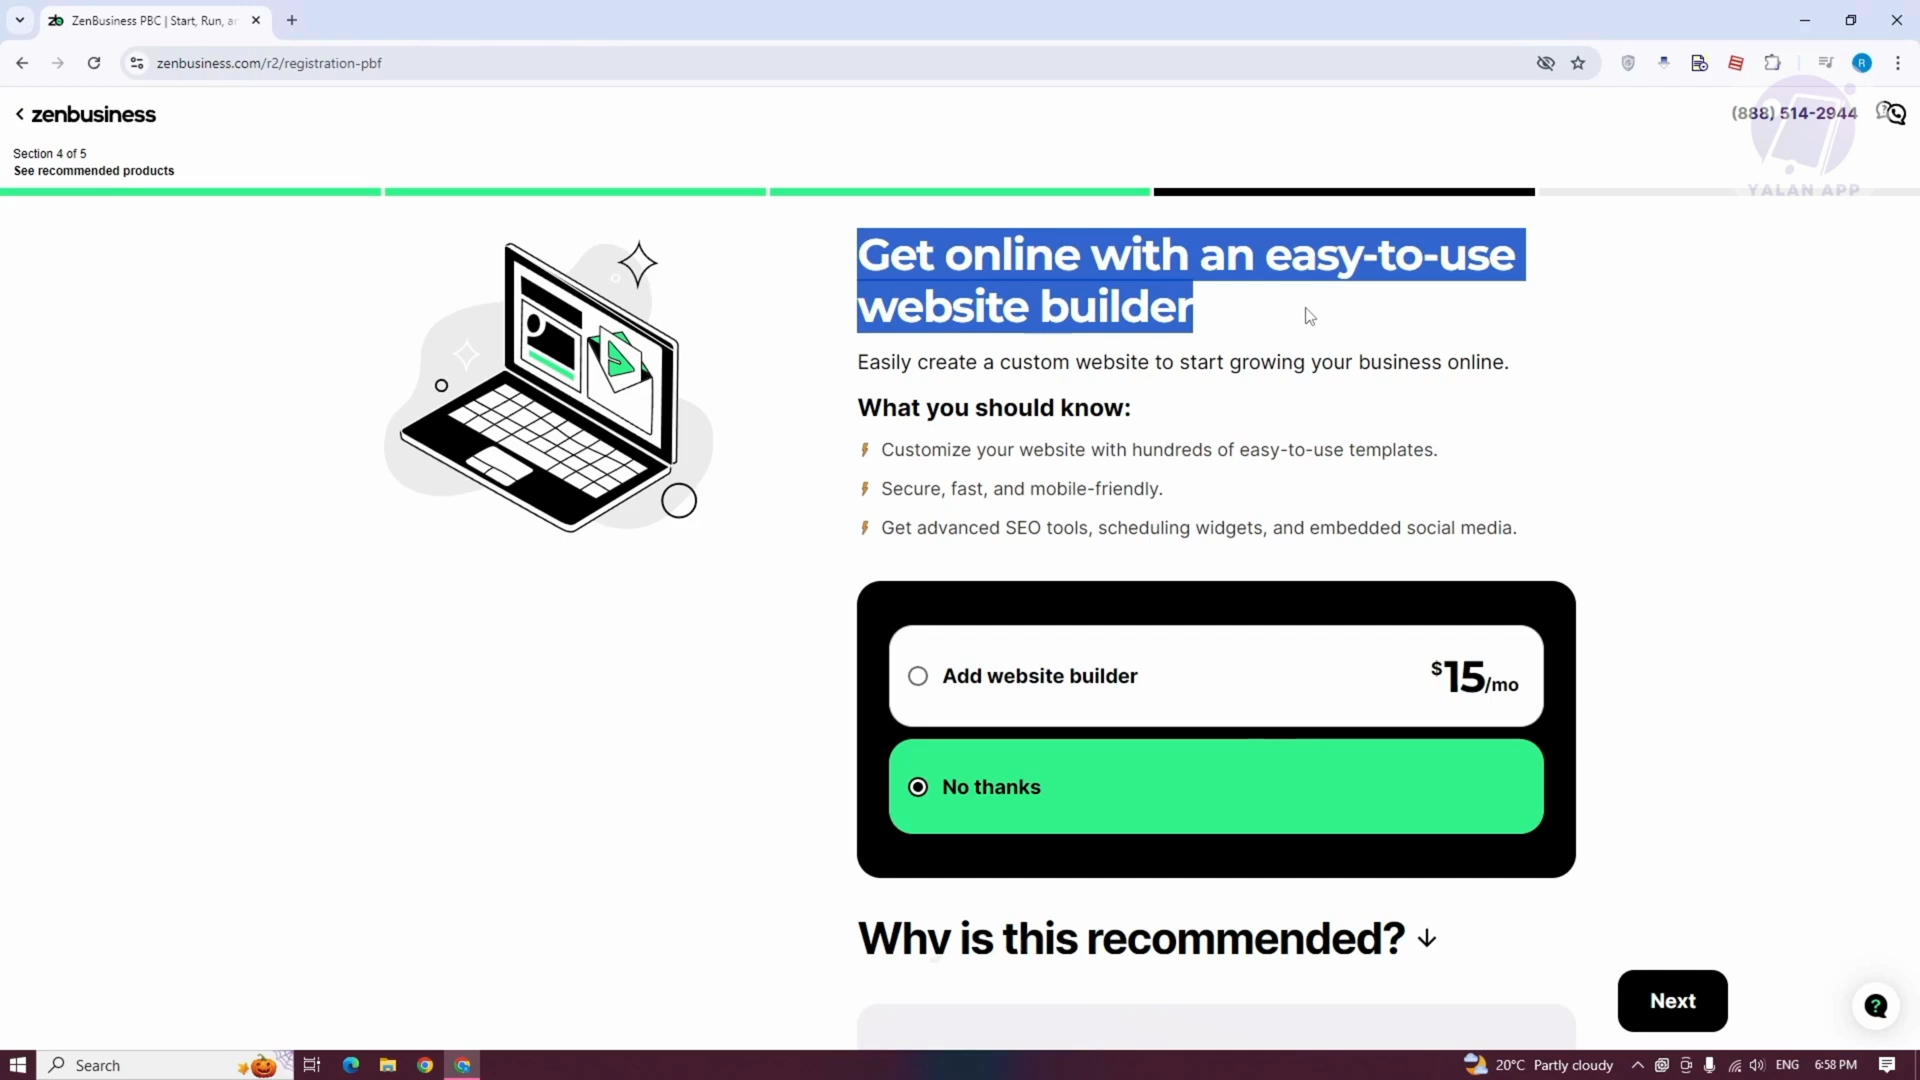 ZenBusiness PBC | Start, Run, an
zenbusiness.com/r2/registration-pbf
R
zenbusiness
(888) 514-2944
Section 4 of 5
See recommended products
YALAN APP
Get online with an easy-to-use
website builder
Easily create a custom website to start growing your business online.
What you should know:
Customize your website with hundreds of easy-to-use templates.
Secure, fast, and mobile-friendly.
Get advanced SEO tools, scheduling widgets, and embedded social media.
Add website builder
$15/mo
No thanks
Why is this recommended?
Next
?
Search
20°C Partly cloudy
ENG
6:58 PM